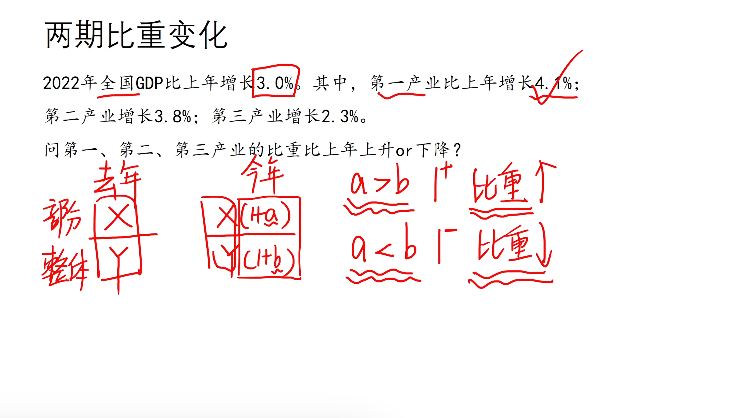 两期比重变化
2022年全国GDP比上年增长3.0%。其中，第一产业比上年增长4.1%；
第二产业增长3.8%；第三产业增长2.3%。
问第一、第二、第三产业的比重比上年上升or下降？
去年 今年 a>b 1⁺ 比重↑
部分 X X(1+a)
整体 Y Y(1+b) a<b 1⁻ 比重↓